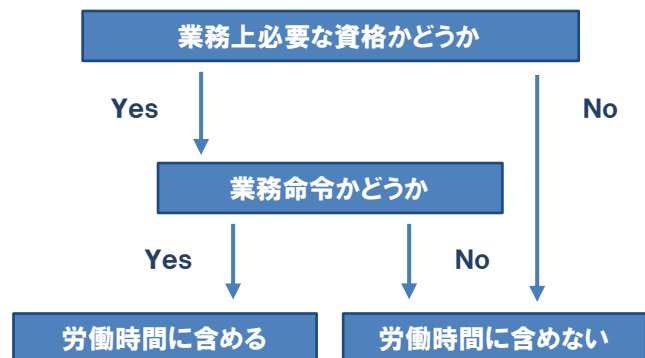 業務上必要な資格かどうか
Yes
No
業務命令かどうか
Yes
No
労働時間に含める
労働時間に含めない